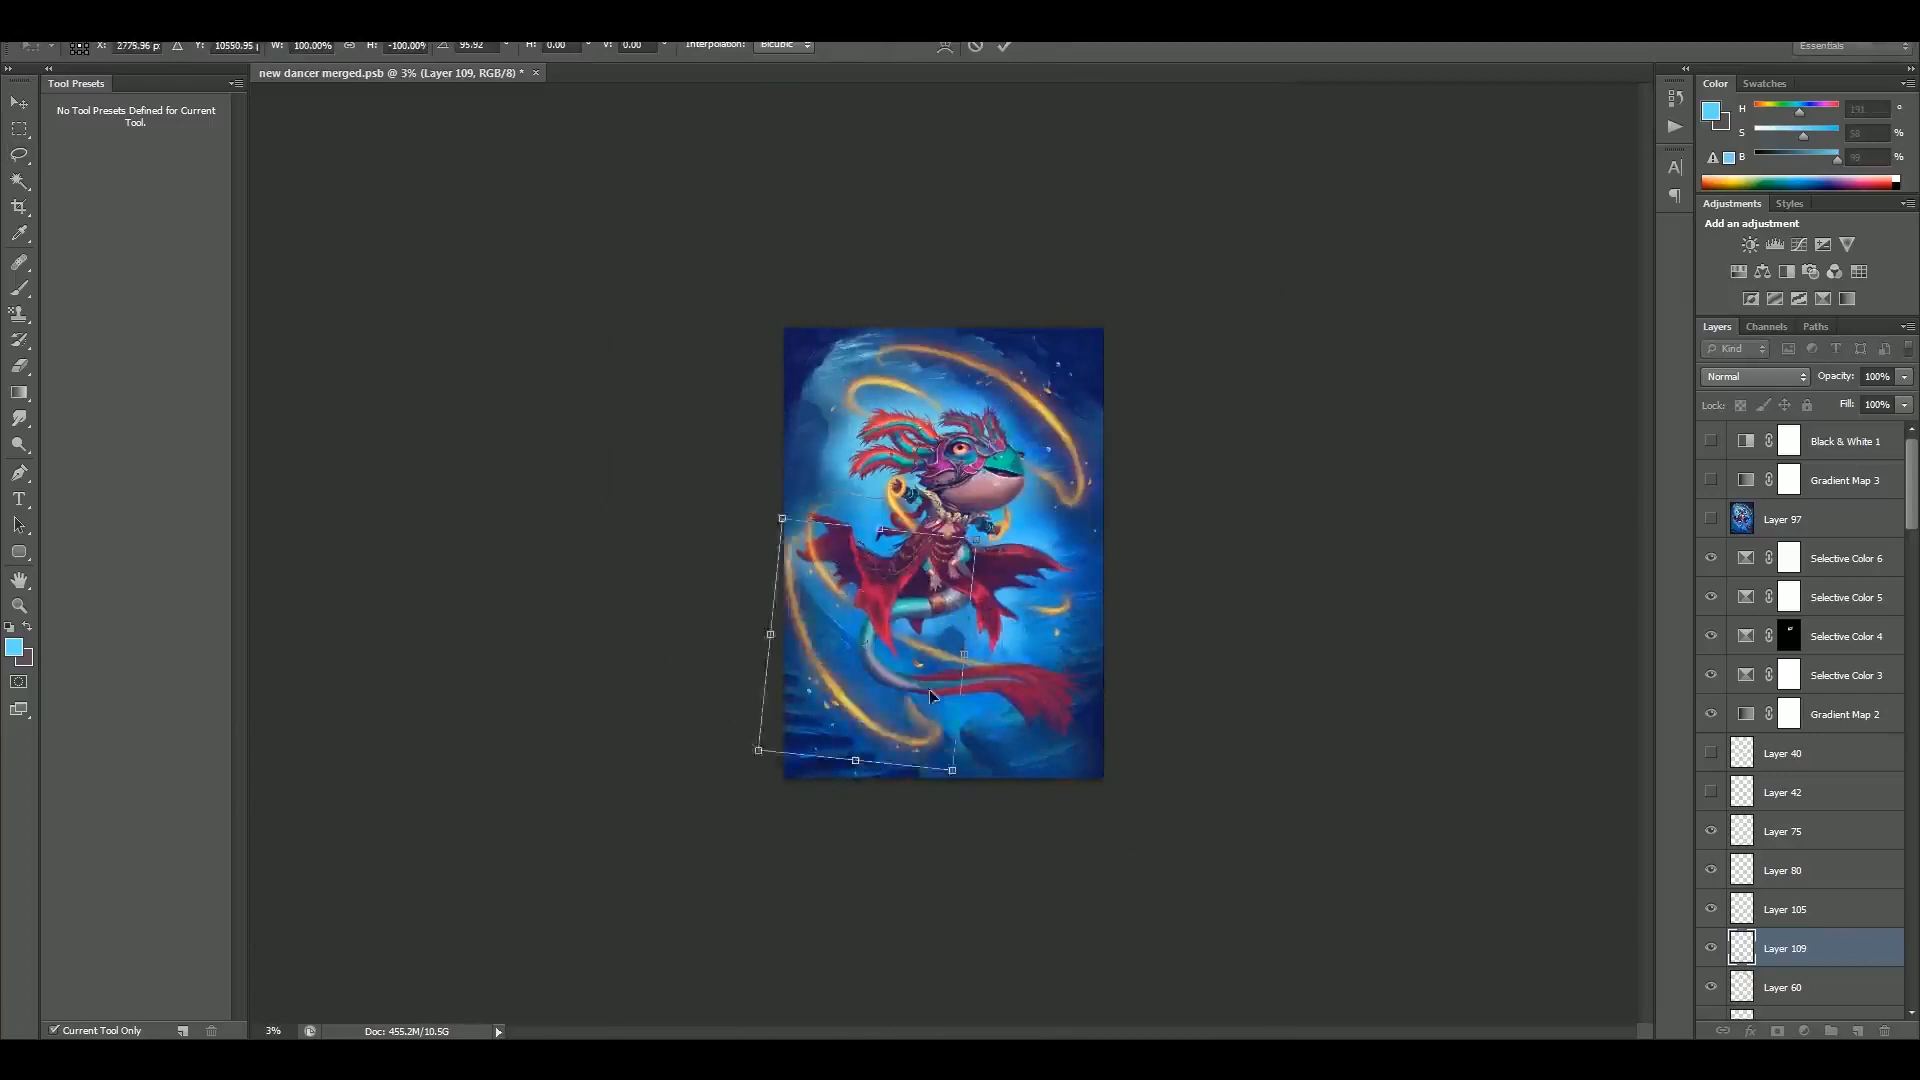 X: 2775.96 p Y: 10550.95 W: 100.00% H: -100.00% 95.92 ° H: 0.00 ° V: 0.00 ° Interpolation: Bicubic Essentials
new dancer merged.psb @ 3% (Layer 109, RGB/8) *
Tool Presets
No Tool Presets Defined for Current
Tool.
Color Swatches
H 191 °
S 58 %
B 99 %
Adjustments Styles
Add an adjustment
Layers Channels Paths
Kind
Normal Opacity: 100%
Lock: Fill: 100%
Black & White 1
Gradient Map 3
Layer 97
Selective Color 6
Selective Color 5
Selective Color 4
Selective Color 3
Gradient Map 2
Layer 40
Layer 42
Layer 75
Layer 80
Layer 105
Layer 109
Layer 60
Current Tool Only
3% Doc: 455.2M/10.5G